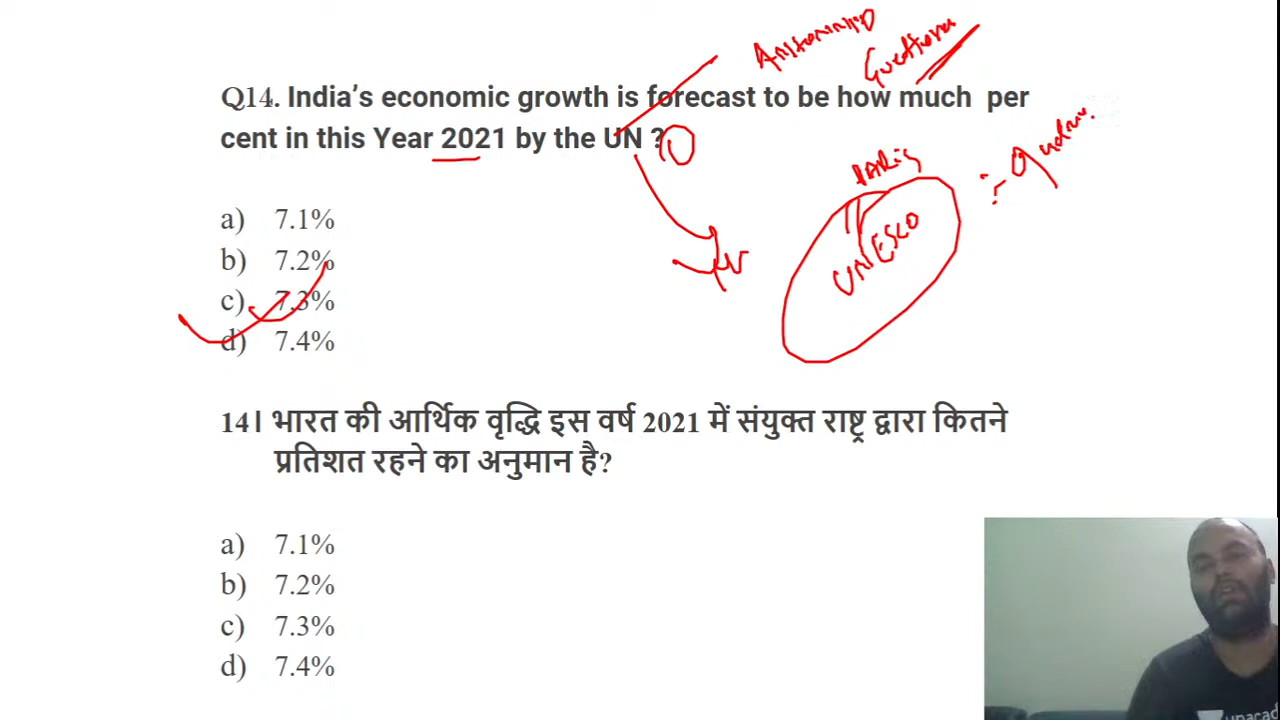 Q14. India’s economic growth is forecast to be how much per
cent in this Year 2021 by the UN ?
a) 7.1%
b) 7.2%
c) 7.3%
d) 7.4%
PARIS
UNESCO
14। भारत की आर्थिक वृद्धि इस वर्ष 2021 में संयुक्त राष्ट्र द्वारा कितने
प्रतिशत रहने का अनुमान है?
a) 7.1%
b) 7.2%
c) 7.3%
d) 7.4%